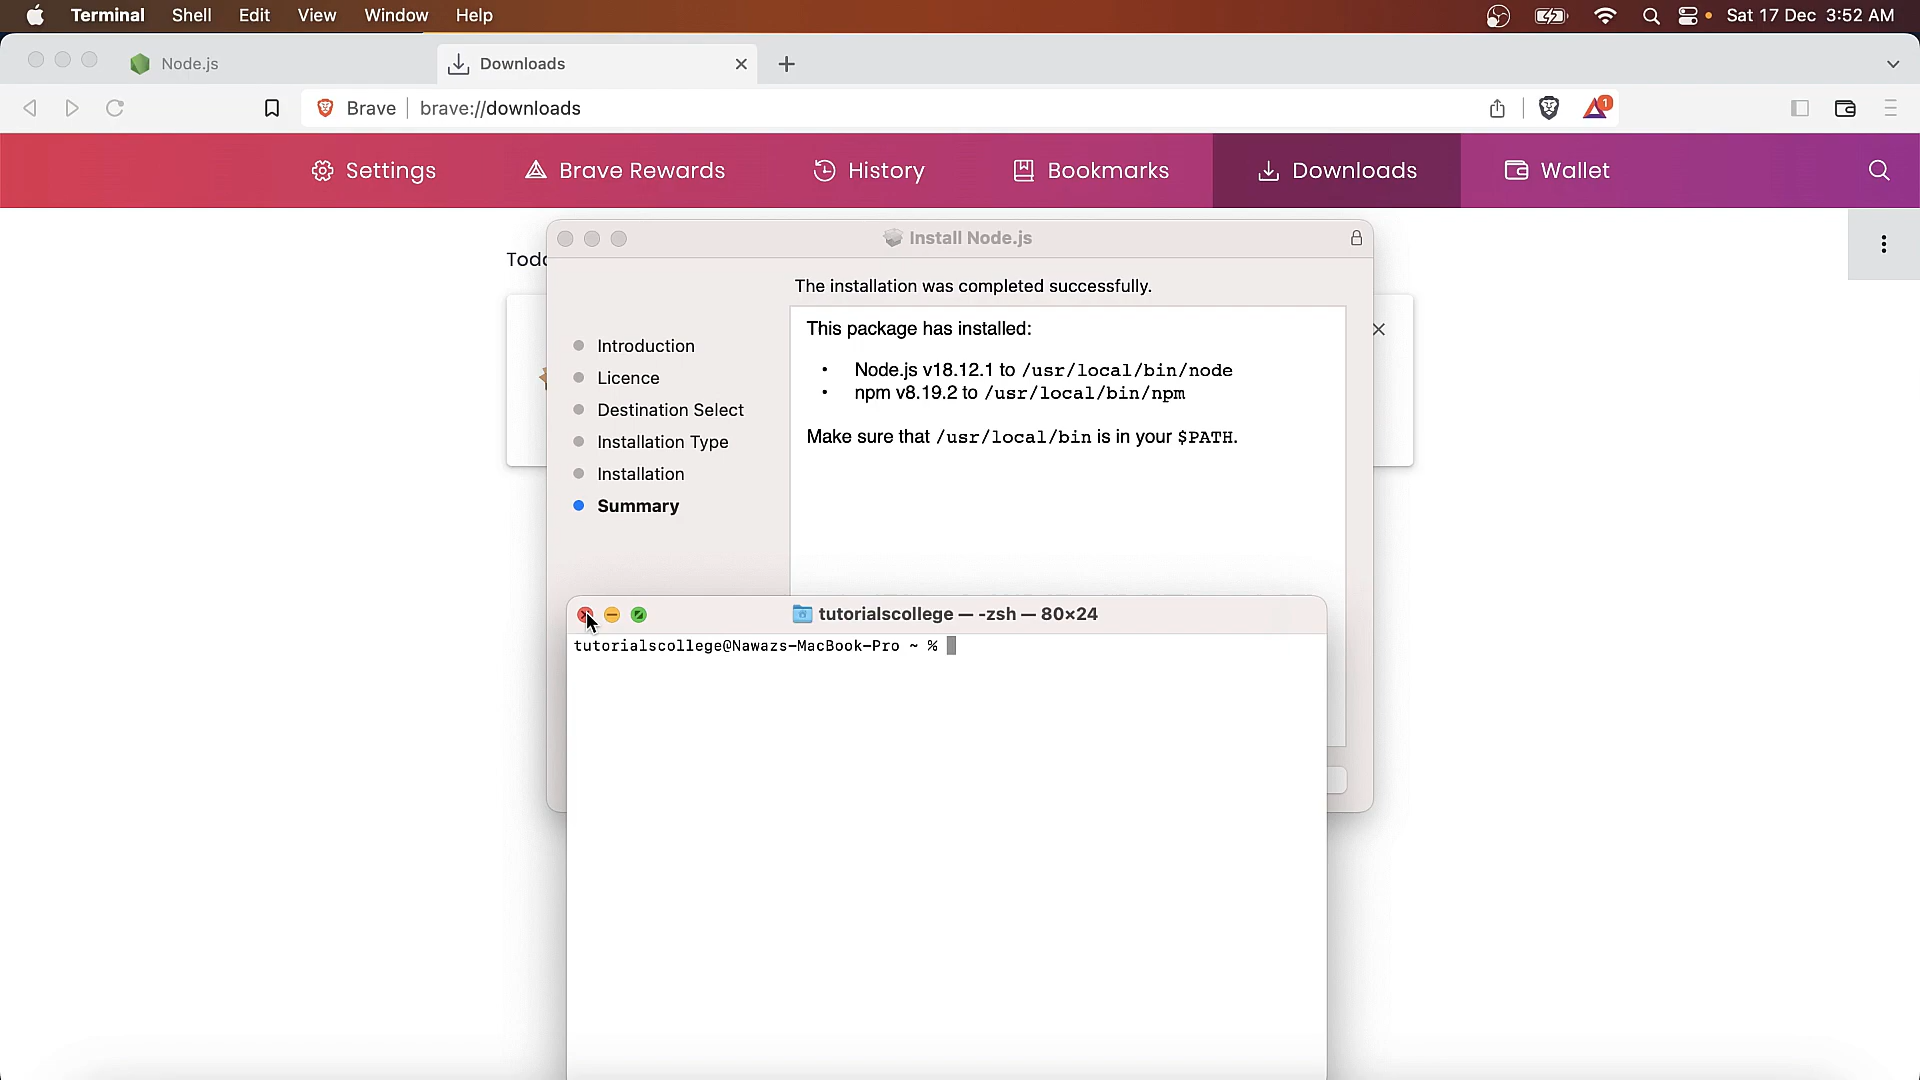 Terminal Shell Edit View Window Help Sat 17 Dec 3:52 AM
Node.js Downloads
Brave brave://downloads 1
Settings Brave Rewards History Bookmarks Downloads Wallet
Install Node.js
The installation was completed successfully.
Introduction
Licence
Destination Select
Installation Type
Installation
Summary
This package has installed:
• Node.js v18.12.1 to /usr/local/bin/node
• npm v8.19.2 to /usr/local/bin/npm
Make sure that /usr/local/bin is in your $PATH.
tutorialscollege — -zsh — 80×24
tutorialscollege@Nawazs-MacBook-Pro ~ %